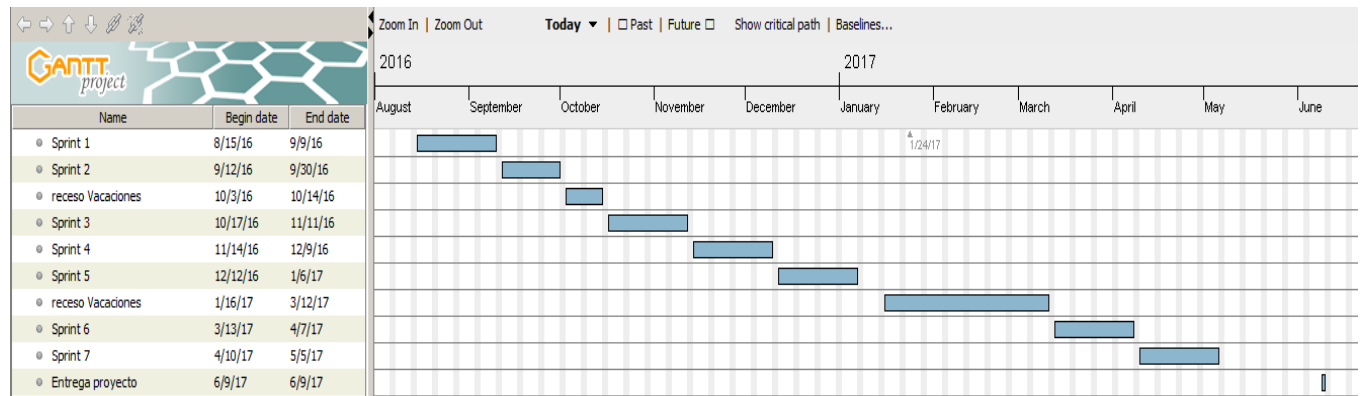 Zoom In | Zoom Out Today ▼ | Past | Future Show critical path | Baselines...
GANTT project
2016 2017
August September October November December January February March April May June
Name Begin date End date
Sprint 1 8/15/16 9/9/16
1/24/17
Sprint 2 9/12/16 9/30/16
receso Vacaciones 10/3/16 10/14/16
Sprint 3 10/17/16 11/11/16
Sprint 4 11/14/16 12/9/16
Sprint 5 12/12/16 1/6/17
receso Vacaciones 1/16/17 3/12/17
Sprint 6 3/13/17 4/7/17
Sprint 7 4/10/17 5/5/17
Entrega proyecto 6/9/17 6/9/17